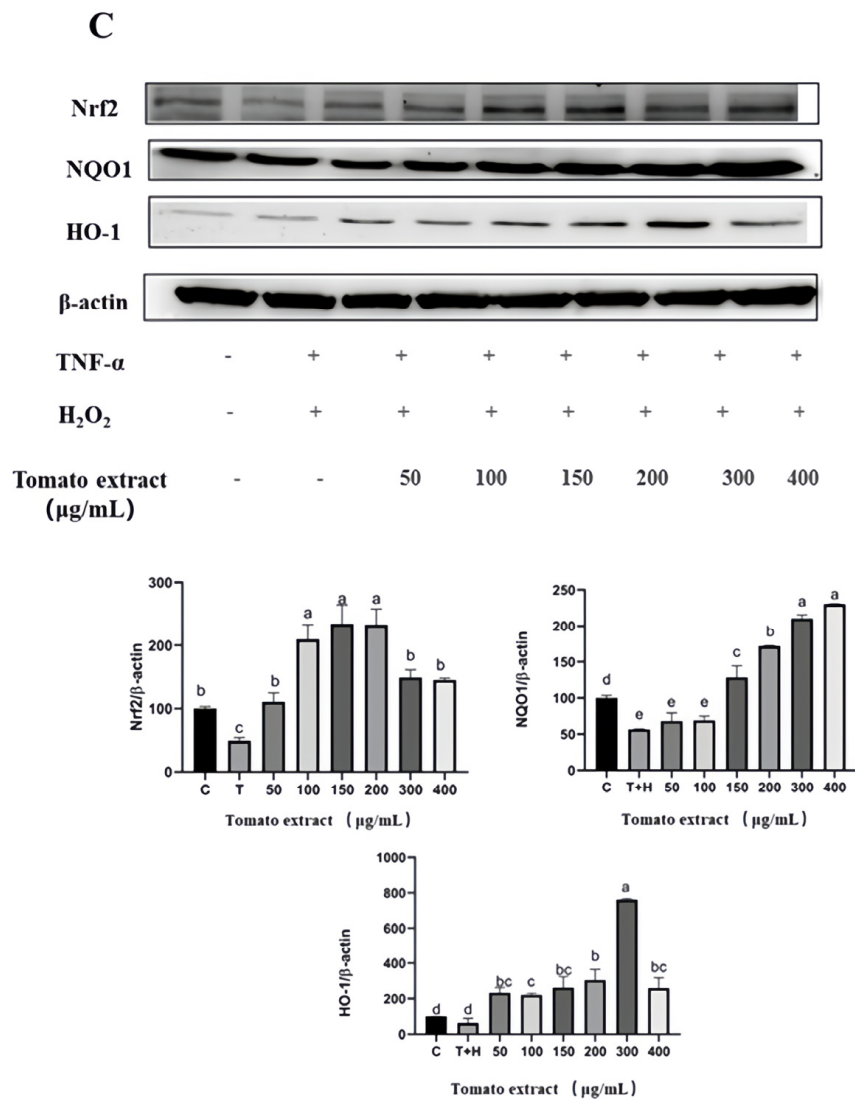 C
Nrf2
NQO1
HO-1
β-actin
TNF-α - + + + + + + +
H₂O₂ - + + + + + + +
Tomato extract - - 50 100 150 200 300 400
(μg/mL)
300
200
100
0
Nrf2/β-actin
b c b a a a b b
C T 50 100 150 200 300 400
Tomato extract (μg/mL)
250
200
150
100
50
0
NQO1/β-actin
d e e e c b a a
C T+H 50 100 150 200 300 400
Tomato extract (μg/mL)
1000
800
600
400
200
0
HO-1/β-actin
d d bc c bc b a bc
C T+H 50 100 150 200 300 400
Tomato extract (μg/mL)